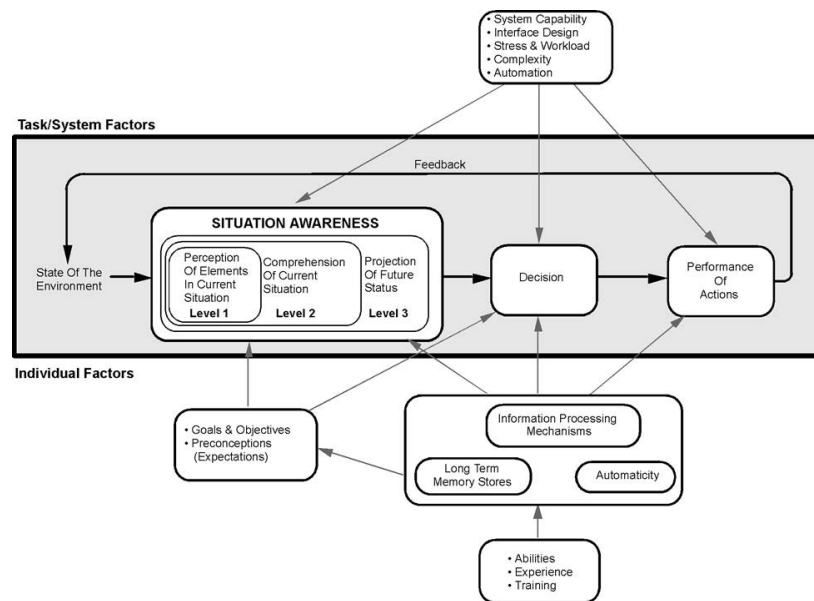 • System Capability
• Interface Design
• Stress & Workload
• Complexity
• Automation
Task/System Factors
Feedback
SITUATION AWARENESS
State Of The
Environment
Perception
Of Elements
In Current
Situation
Level 1
Comprehension
Of Current
Situation
Level 2
Projection
Of Future
Status
Level 3
Decision
Performance
Of
Actions
Individual Factors
• Goals & Objectives
• Preconceptions
(Expectations)
Information Processing
Mechanisms
Long Term
Memory Stores
Automaticity
• Abilities
• Experience
• Training